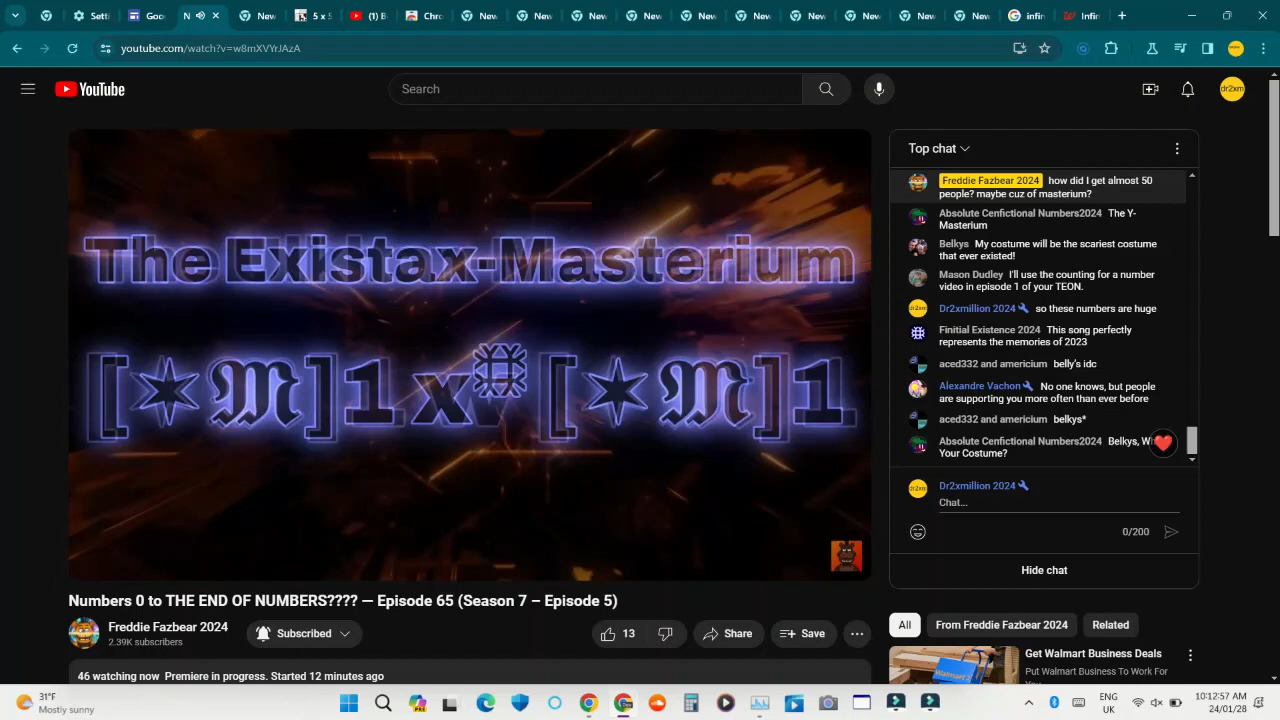 Setti
Goo
N
New
5 x 5
(1) B
Chro
New
New
New
New
New
New
New
New
New
New
infin
Infin
youtube.com/watch?v=w8mXVYrJAzA
YouTube
Search
dr2xm
The Existax-Masterium
[✶𝔐]1 x [✶𝔐]1
Top chat
Freddie Fazbear 2024 how did I get almost 50
people? maybe cuz of masterium?
Absolute Cenfictional Numbers2024 The Y-
Masterium
Belkys My costume will be the scariest costume
that ever existed!
Mason Dudley I'll use the counting for a number
video in episode 1 of your TEON.
Dr2xmillion 2024 so these numbers are huge
Finitial Existence 2024 This song perfectly
represents the memories of 2023
aced332 and americium belly's idc
Alexandre Vachon No one knows, but people
are supporting you more often than ever before
aced332 and americium belkys*
Absolute Cenfictional Numbers2024 Belkys, W
Your Costume?
Dr2xmillion 2024
Chat...
0/200
Hide chat
Numbers 0 to THE END OF NUMBERS???? — Episode 65 (Season 7 – Episode 5)
Freddie Fazbear 2024
2.39K subscribers
Subscribed
13
Share
Save
46 watching now Premiere in progress. Started 12 minutes ago
All
From Freddie Fazbear 2024
Related
Get Walmart Business Deals
Put Walmart Business To Work For
31°F
Mostly sunny
ENG
UK
10:12:57 AM
24/01/28